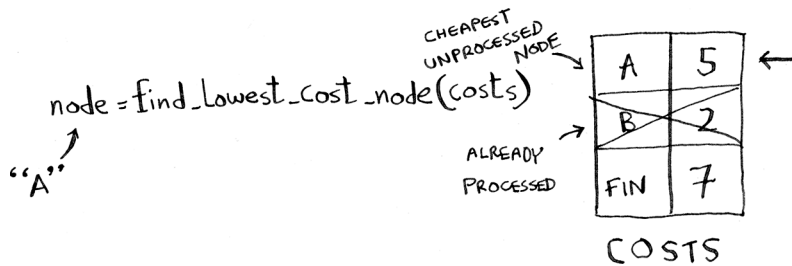 CHEAPEST
UNPROCESSED
NODE
node = find_lowest_cost_node(costs)
"A"
ALREADY
PROCESSED
A 5
B 2
FIN 7
COSTS